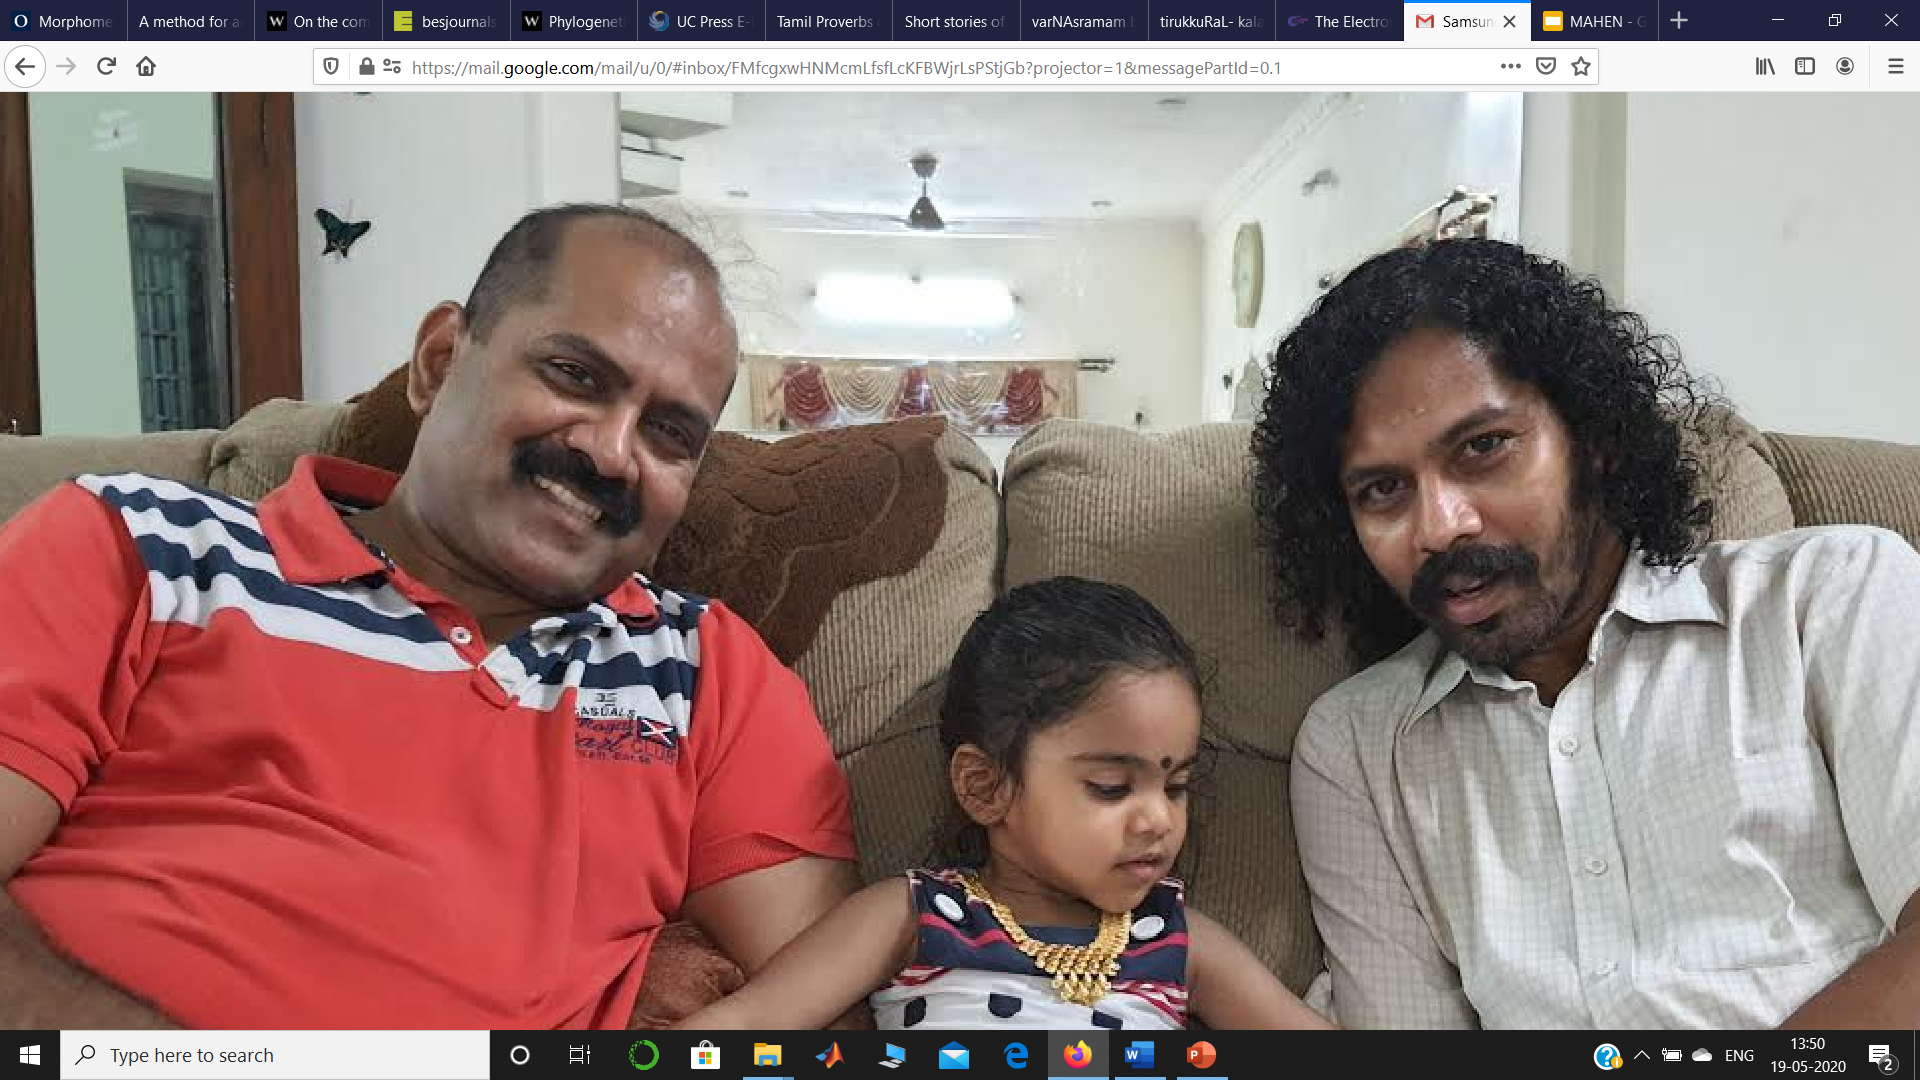 Morphome
A method for a
On the com
besjournals
Phylogenet
UC Press E-
Tamil Proverbs
Short stories of
varNAsramam
tirukkuRaL- kala
The Electro
Samsun
MAHEN - G
https://mail.google.com/mail/u/0/#inbox/FMfcgxwHNMcmLfsfLcKFBWjrLsPStjGb?projector=1&messagePartId=0.1
CASUALS
CLUB
Type here to search
ENG
13:50
19-05-2020
2